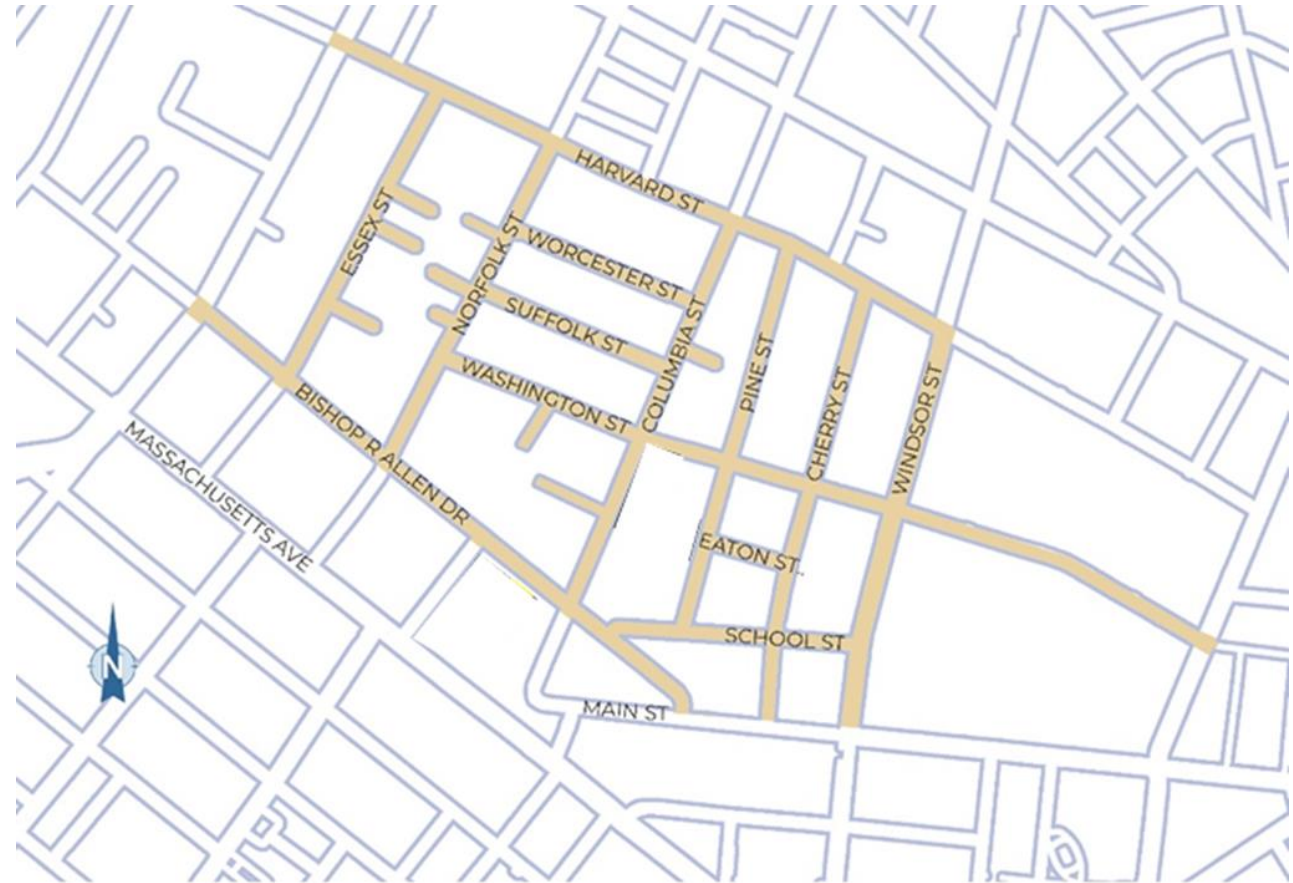 HARVARD ST
ESSEX ST
NORFOLK ST
WORCESTER ST
SUFFOLK ST
COLUMBIA ST
WASHINGTON ST
PINE ST
CHERRY ST
WINDSOR ST
BISHOP R ALLEN DR
MASSACHUSETTS AVE
EATON ST..
SCHOOL ST
N
MAIN ST